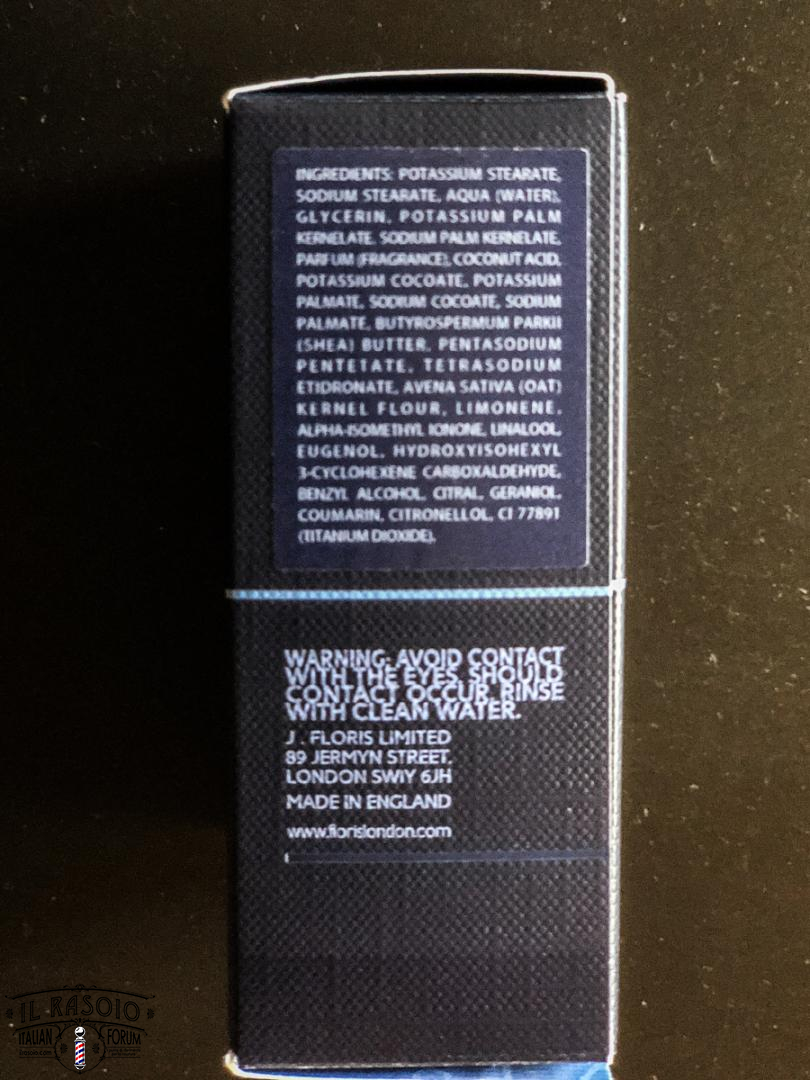 INGREDIENTS: POTASSIUM STEARATE,
SODIUM STEARATE, AQUA (WATER),
GLYCERIN, POTASSIUM PALM
KERNELATE, SODIUM PALM KERNELATE,
PARFUM (FRAGRANCE), COCONUT ACID,
POTASSIUM COCOATE, POTASSIUM
PALMATE, SODIUM COCOATE, SODIUM
PALMATE, BUTYROSPERMUM PARKII
(SHEA) BUTTER, PENTASODIUM
PENTETATE, TETRASODIUM
ETIDRONATE, AVENA SATIVA (OAT)
KERNEL FLOUR, LIMONENE,
ALPHA-ISOMETHYL IONONE, LINALOOL,
EUGENOL, HYDROXYISOHEXYL
3-CYCLOHEXENE CARBOXALDEHYDE,
BENZYL ALCOHOL, CITRAL, GERANIOL,
COUMARIN, CITRONELLOL, CI 77891
(TITANIUM DIOXIDE).
WARNING: AVOID CONTACT
WITH THE EYES, SHOULD
CONTACT OCCUR, RINSE
WITH CLEAN WATER.
J . FLORIS LIMITED
89 JERMYN STREET,
LONDON SW1Y 6JH
MADE IN ENGLAND
www.florislondon.com
IL RASOIO
ITALIAN FORUM